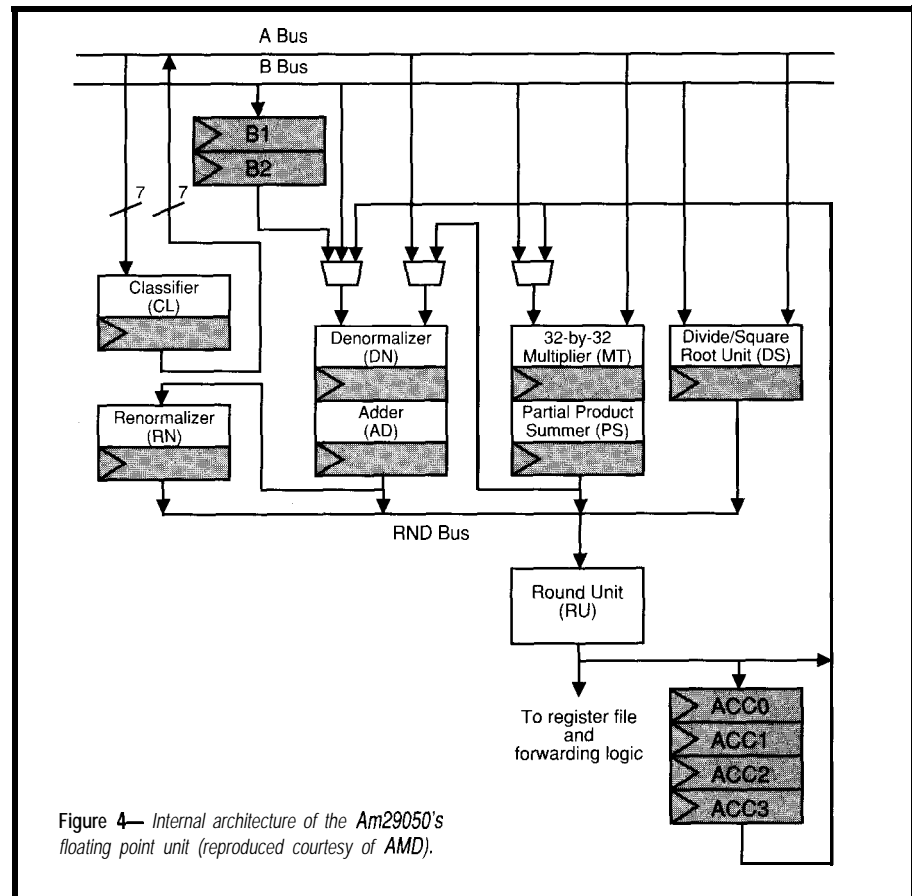 A Bus
B Bus
B1
B2
7
7
Classifier
(CL)
Denormalizer
(DN)
32-by-32
Multiplier (MT)
Divide/Square
Root Unit (DS)
Renormalizer
(RN)
Adder
(AD)
Partial Product
Summer (PS)
RND Bus
Round Unit
(RU)
To register file
and
forwarding logic
ACC0
ACC1
ACC2
ACC3
Figure 4— Internal architecture of the Am29050's
floating point unit (reproduced courtesy of AMD).